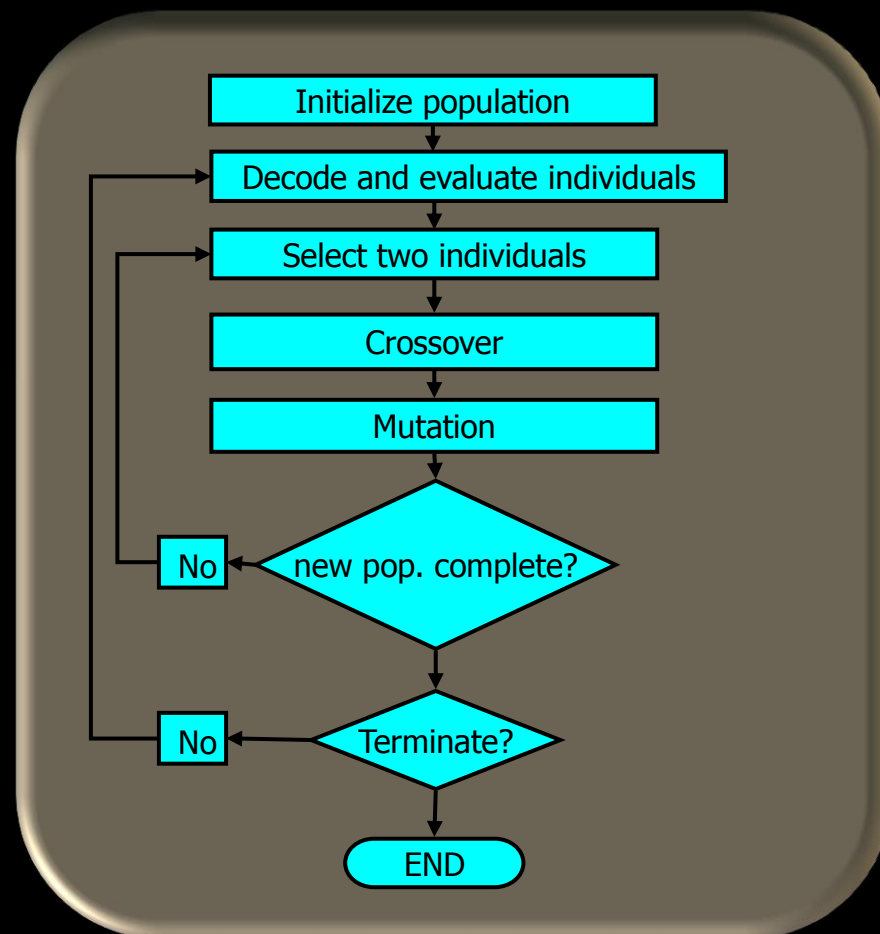 Initialize population
Decode and evaluate individuals
Select two individuals
Crossover
Mutation
new pop. complete?
No
Terminate?
No
END